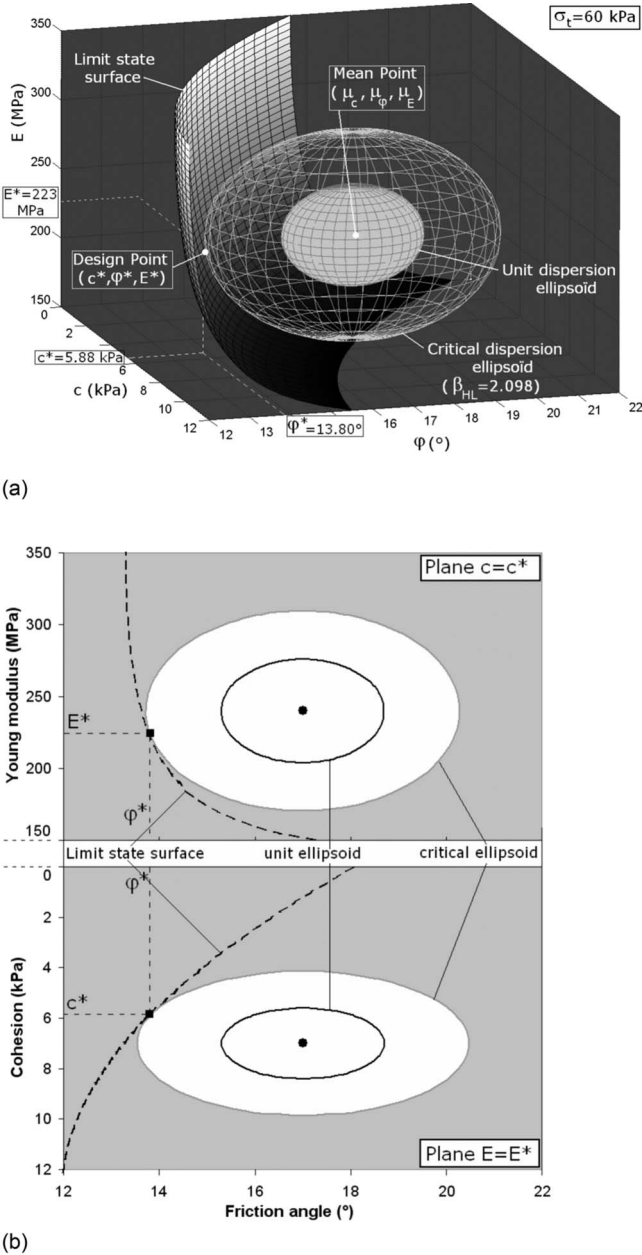 350
300
250
200
150
E (MPa)
σt=60 kPa
Limit state
surface
Mean Point
(μc, μφ, μE)
E*=223
MPa
Design Point
(c*,φ*,E*)
Unit dispersion
ellipsoïd
Critical dispersion
ellipsoïd
(βHL=2.098)
0
2
4
6
8
10
12
c*=5.88 kPa
c (kPa)
12
13
φ*=13.80°
15
16
17
18
19
20
21
22
φ(°)
(a)
350
300
250
200
150
Young modulus (MPa)
Plane c=c*
E*
φ*
Limit state surface
unit ellipsoid
critical ellipsoid
φ*
0
2
4
6
8
10
12
Cohesion (kPa)
c*
Plane E=E*
12
14
16
18
20
22
Friction angle (°)
(b)